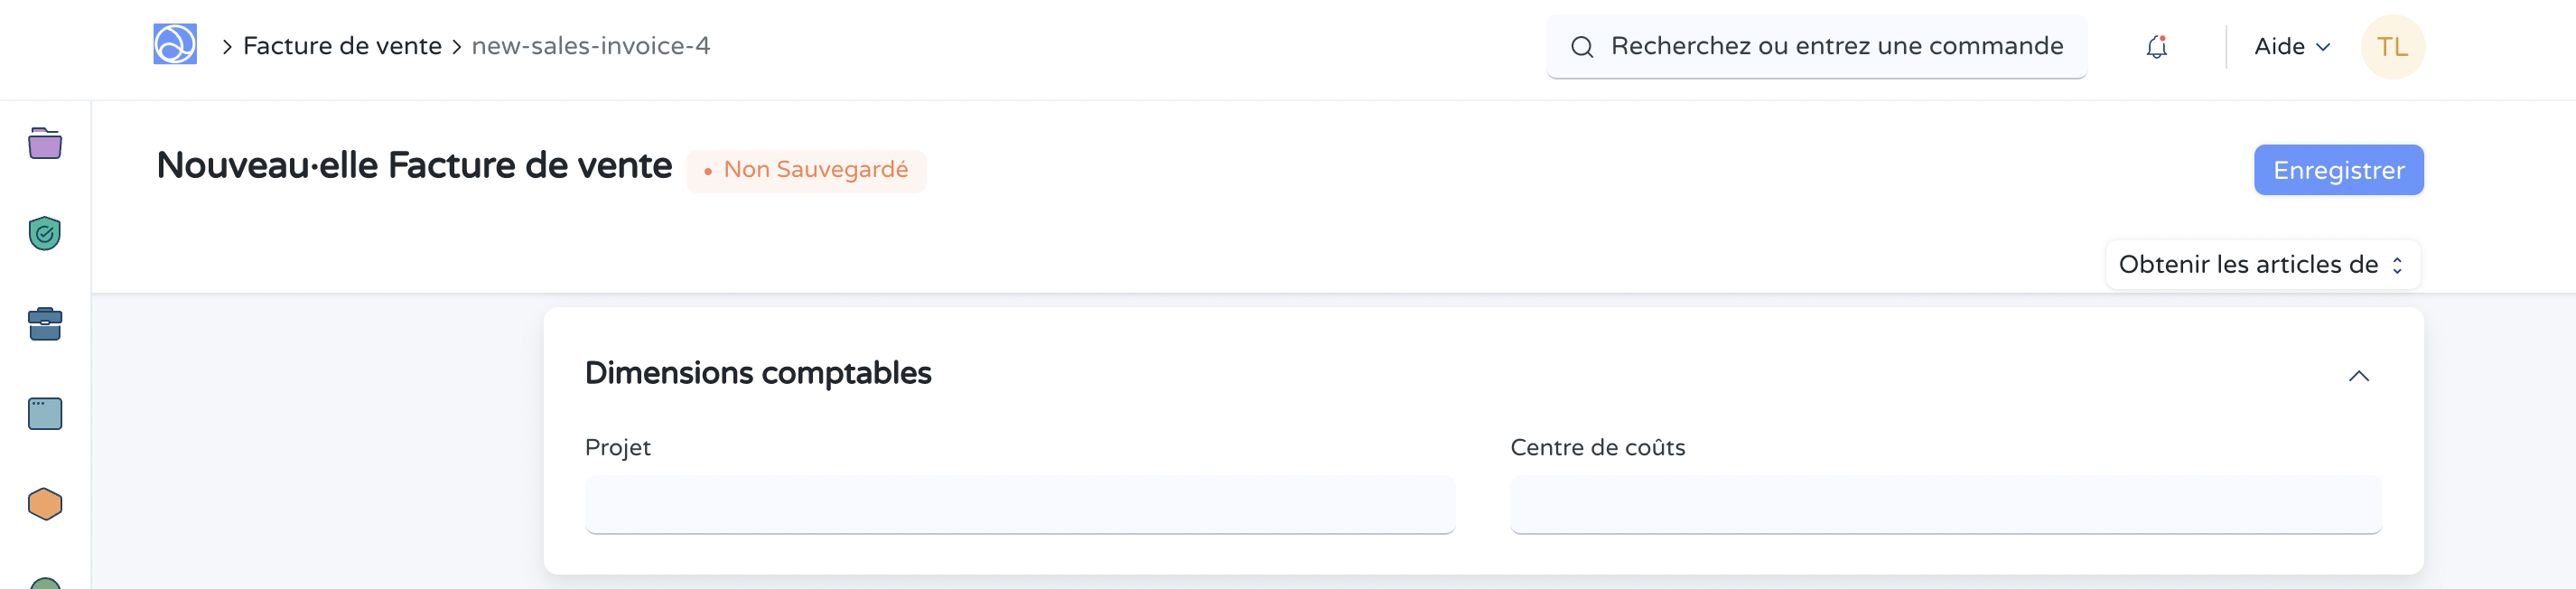 Facture de vente
new-sales-invoice-4
Recherchez ou entrez une commande
Aide
TL
Nouveau·elle Facture de vente
• Non Sauvegardé
Enregistrer
Obtenir les articles de
Dimensions comptables
Projet
Centre de coûts